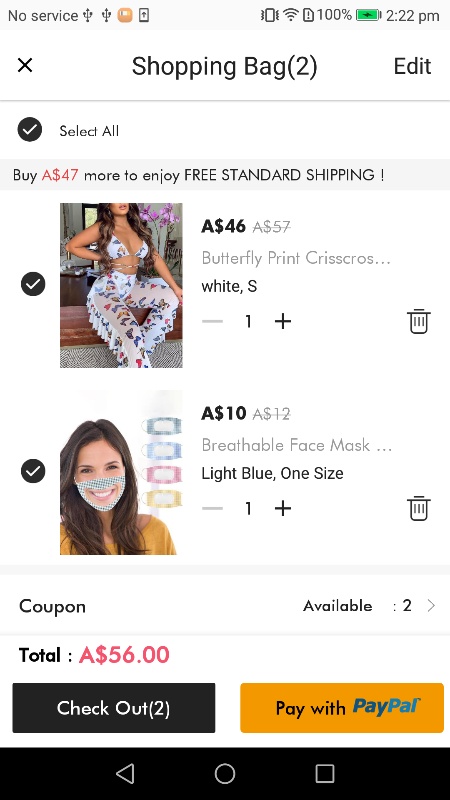 No service 100% 2:22 pm
Shopping Bag(2) Edit
Select All
Buy A$47 more to enjoy FREE STANDARD SHIPPING !
A$46 A$57
Butterfly Print Crisscros...
white, S
1
A$10 A$12
Breathable Face Mask ...
Light Blue, One Size
1
Coupon Available : 2
Total : A$56.00
Check Out(2) Pay with PayPal